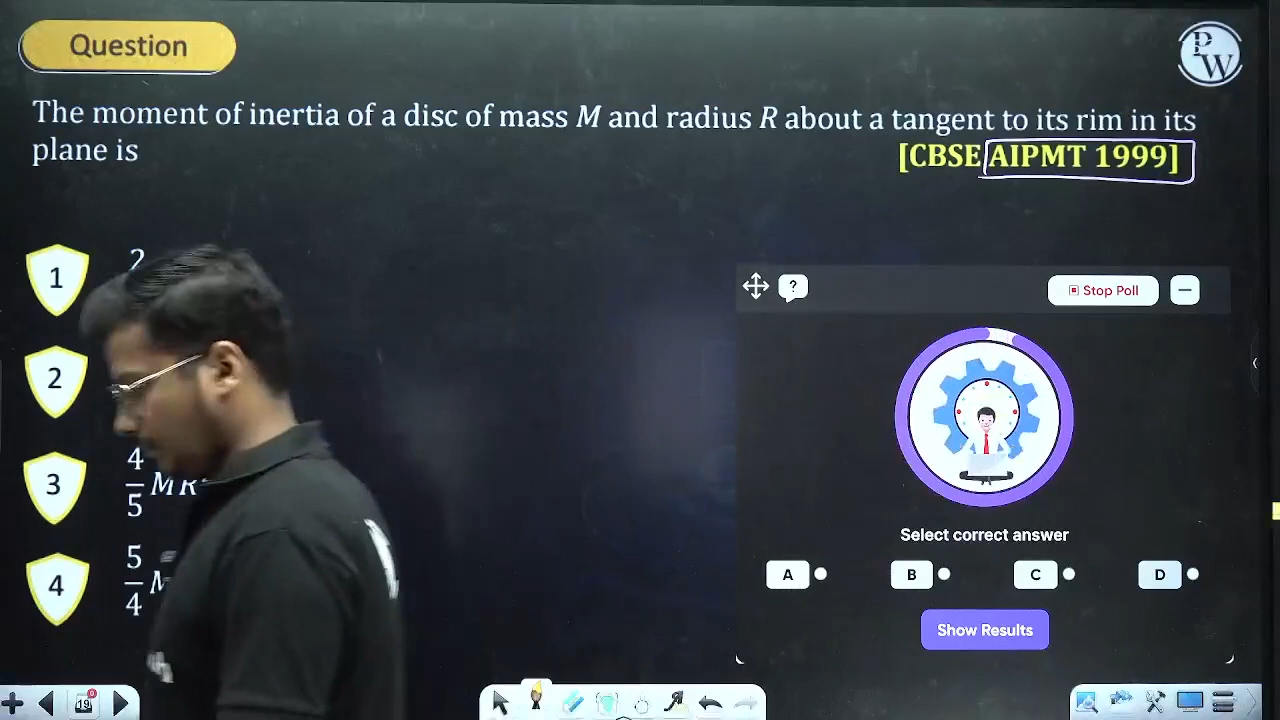 Question
PW
The moment of inertia of a disc of mass M and radius R about a tangent to its rim in its
plane is
[CBSE AIPMT 1999]
1
2
2
3
4/5 M R
4
5/4 M
?
Stop Poll
Select correct answer
A
B
C
D
Show Results
19